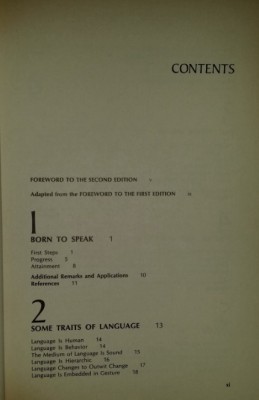 CONTENTS
FOREWORD TO THE SECOND EDITION v
Adapted from the FOREWORD TO THE FIRST EDITION
1
BORN TO SPEAK 1
First Steps 1
Progress 5
Attainment 8
Additional Remarks and Applications 10
References 11
2
SOME TRAITS OF LANGUAGE 13
Language Is Human 14
Language Is Behavior 14
The Medium of Language Is Sound 15
Language Is Hierarchic 16
Language Changes to Outwit Change 17
Language Is Embedded in Gesture 18
xi